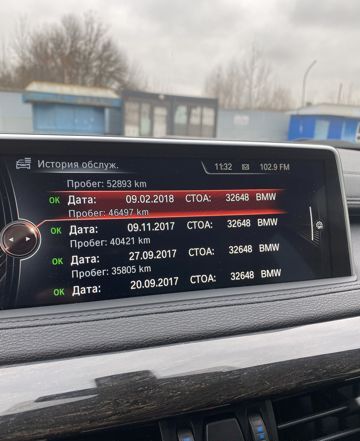 История обслуж.
11:32 102.9 FM
Пробег: 52893 km
OK Дата: 09.02.2018 СТОА: 32648 BMW
Пробег: 46497 km
OK Дата: 09.11.2017 СТОА: 32648 BMW
Пробег: 40421 km
OK Дата: 27.09.2017 СТОА: 32648 BMW
Пробег: 35805 km
OK Дата: 20.09.2017 СТОА: 32648 BMW